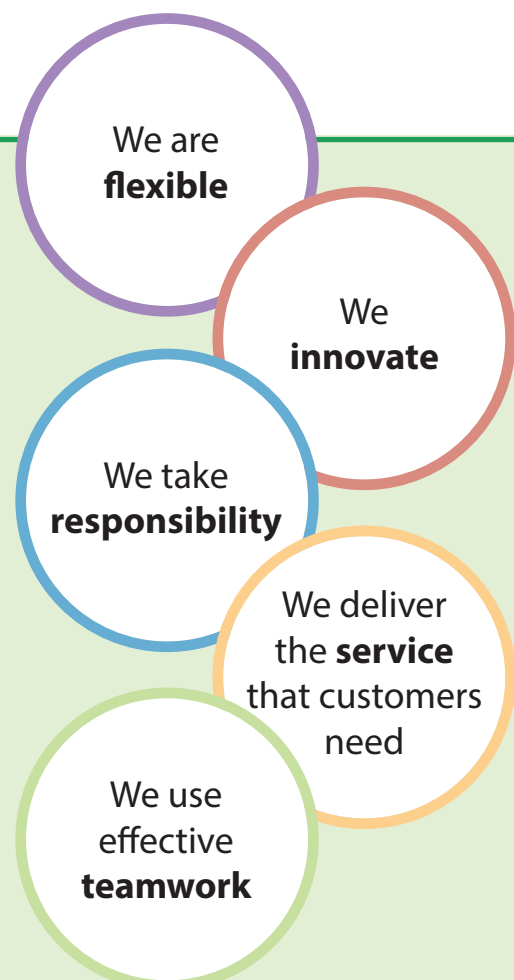 We are
flexible
We
innovate
We take
responsibility
We deliver
the service
that customers
need
We use
effective
teamwork